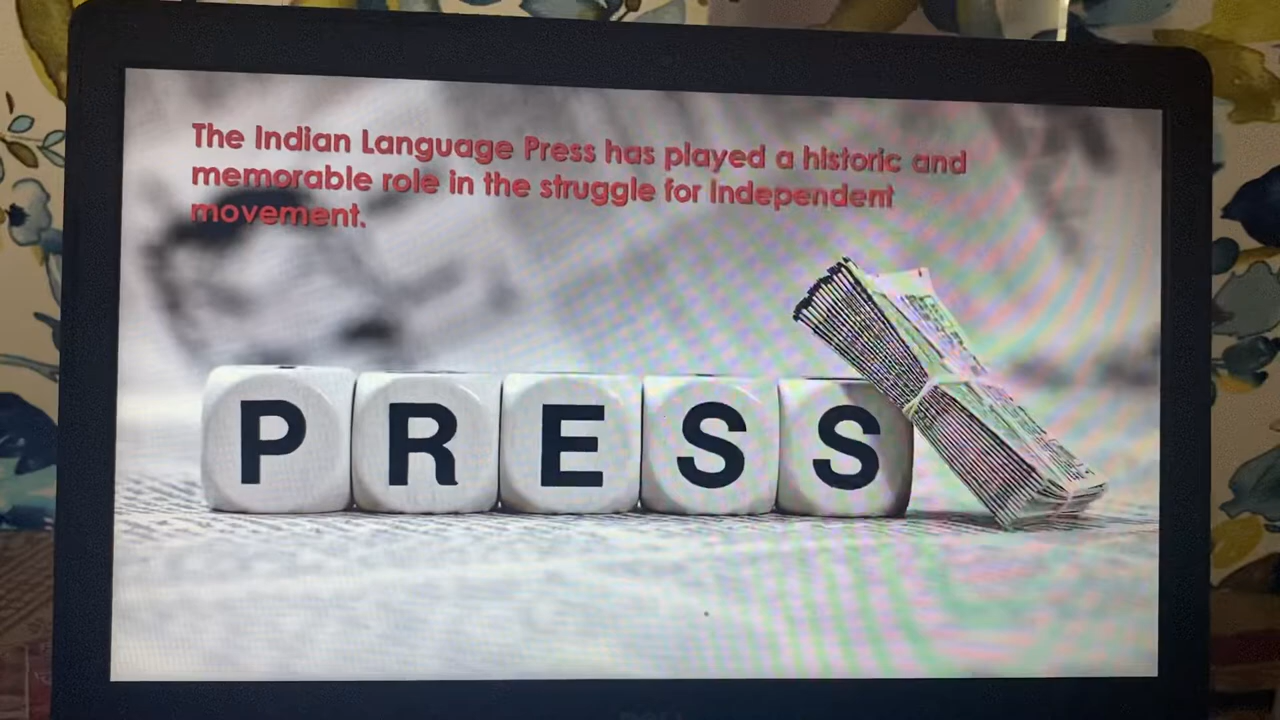 The Indian Language Press has played a historic and
memorable role in the struggle for Independent
movement.
PRESS